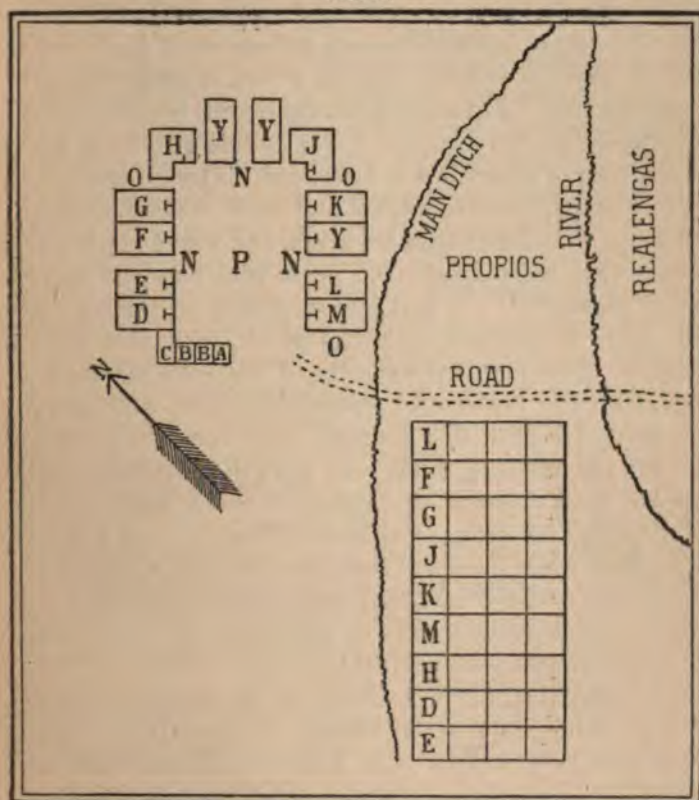 H Y Y J
O N O
G K
F Y
N P N
E L
D M
C B B A O
N
MAIN DITCH
PROPIOS
RIVER
REALENGAS
ROAD
L
F
G
J
K
M
H
D
E